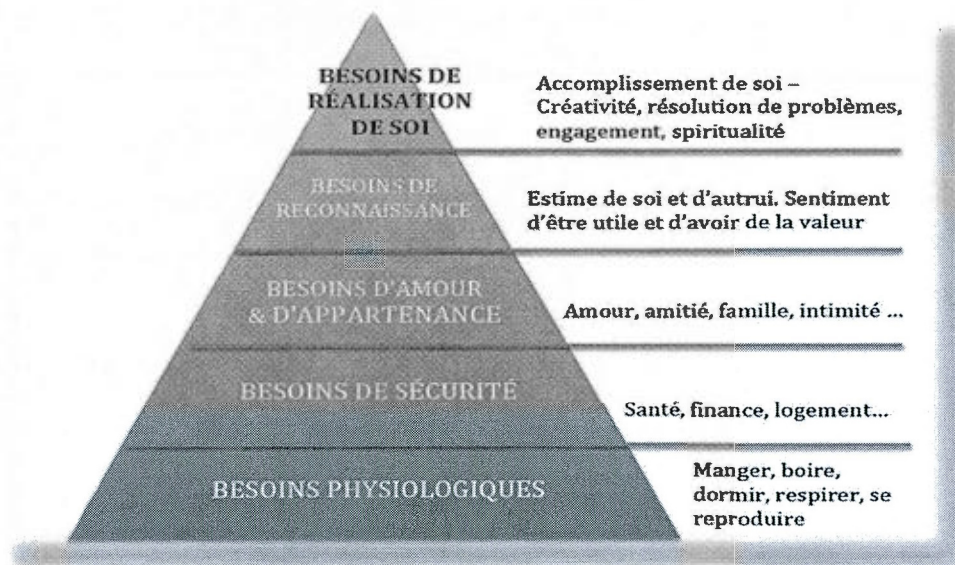 BESOINS DE
RÉALISATION
DE SOI
Accomplissement de soi –
Créativité, résolution de problèmes,
engagement, spiritualité
BESOINS DE
RECONNAISSANCE
Estime de soi et d'autrui. Sentiment
d'être utile et d'avoir de la valeur
BESOINS D'AMOUR
& D'APPARTENANCE
Amour, amitié, famille, intimité ...
BESOINS DE SÉCURITÉ
Santé, finance, logement...
BESOINS PHYSIOLOGIQUES
Manger, boire,
dormir, respirer, se
reproduire